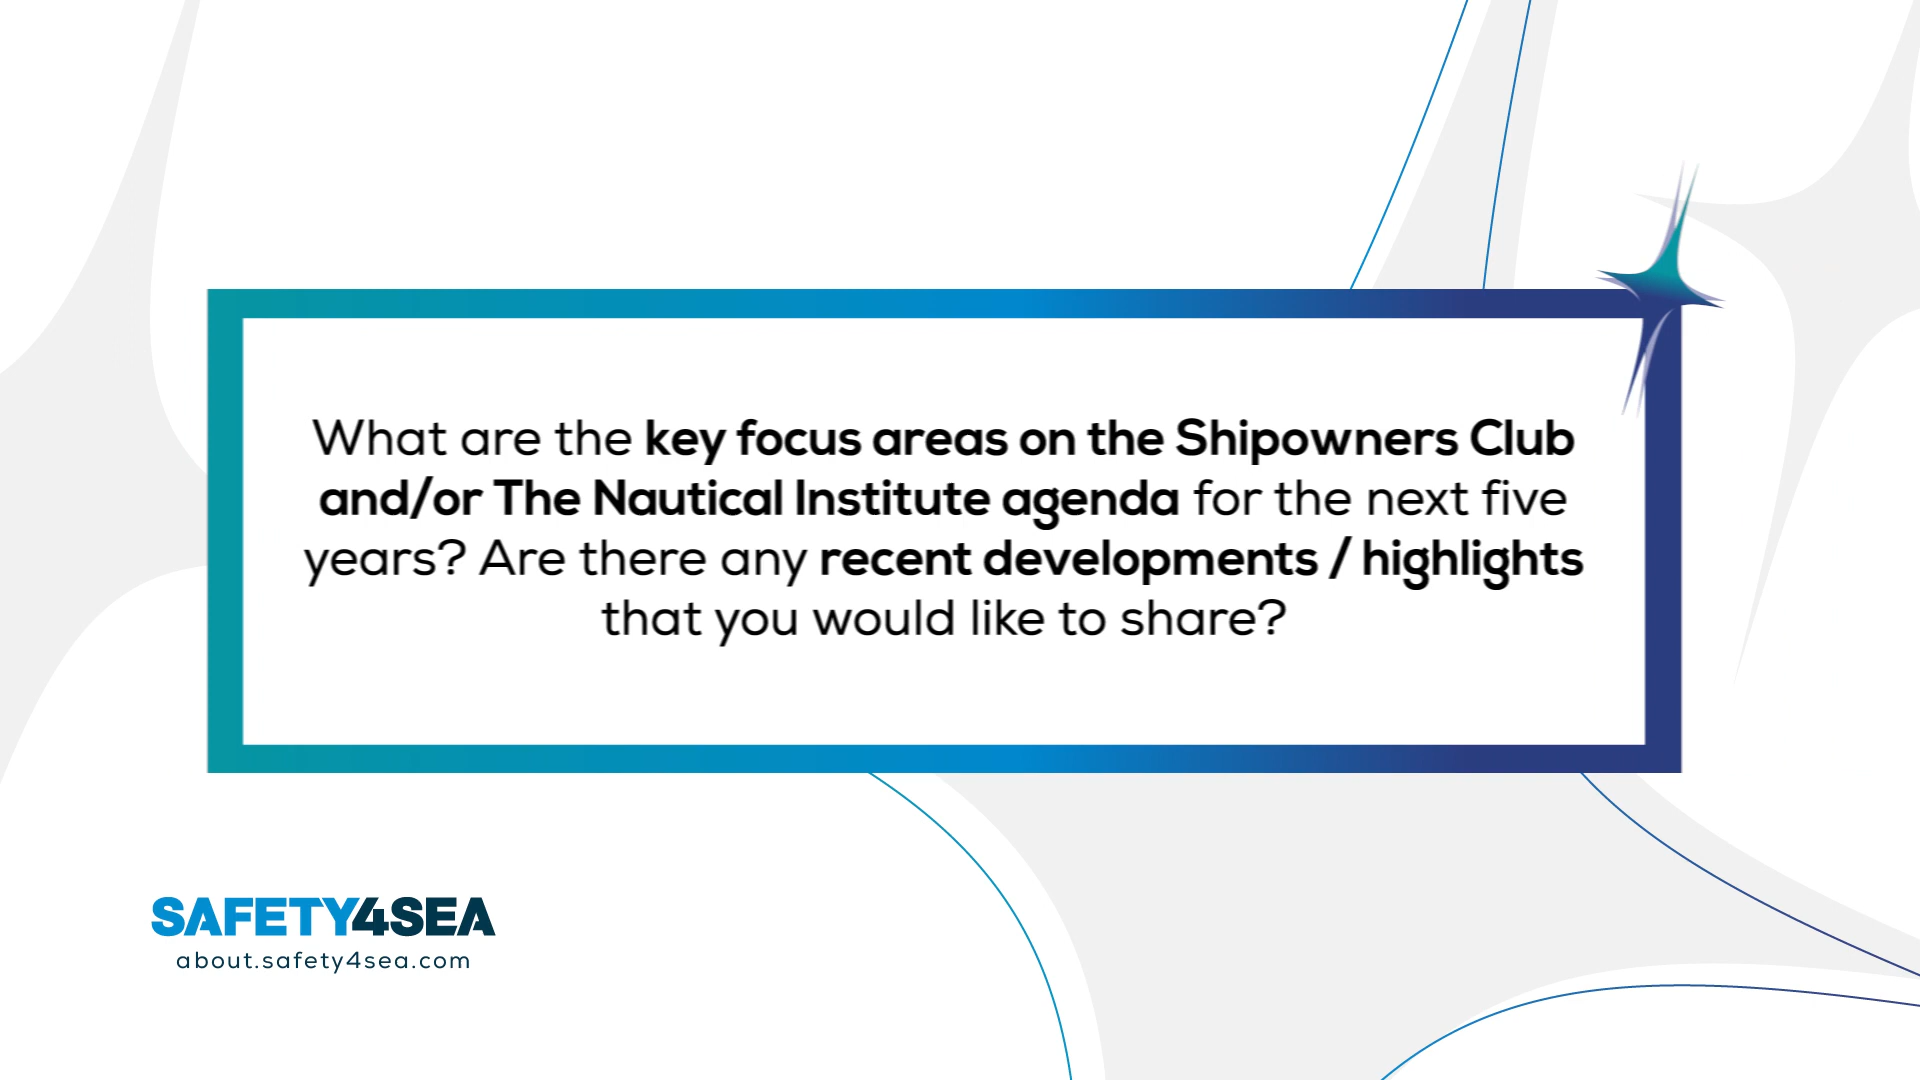 What are the key focus areas on the Shipowners Club
and/or The Nautical Institute agenda for the next five
years? Are there any recent developments / highlights
that you would like to share?
SAFETY4SEA
about.safety4sea.com